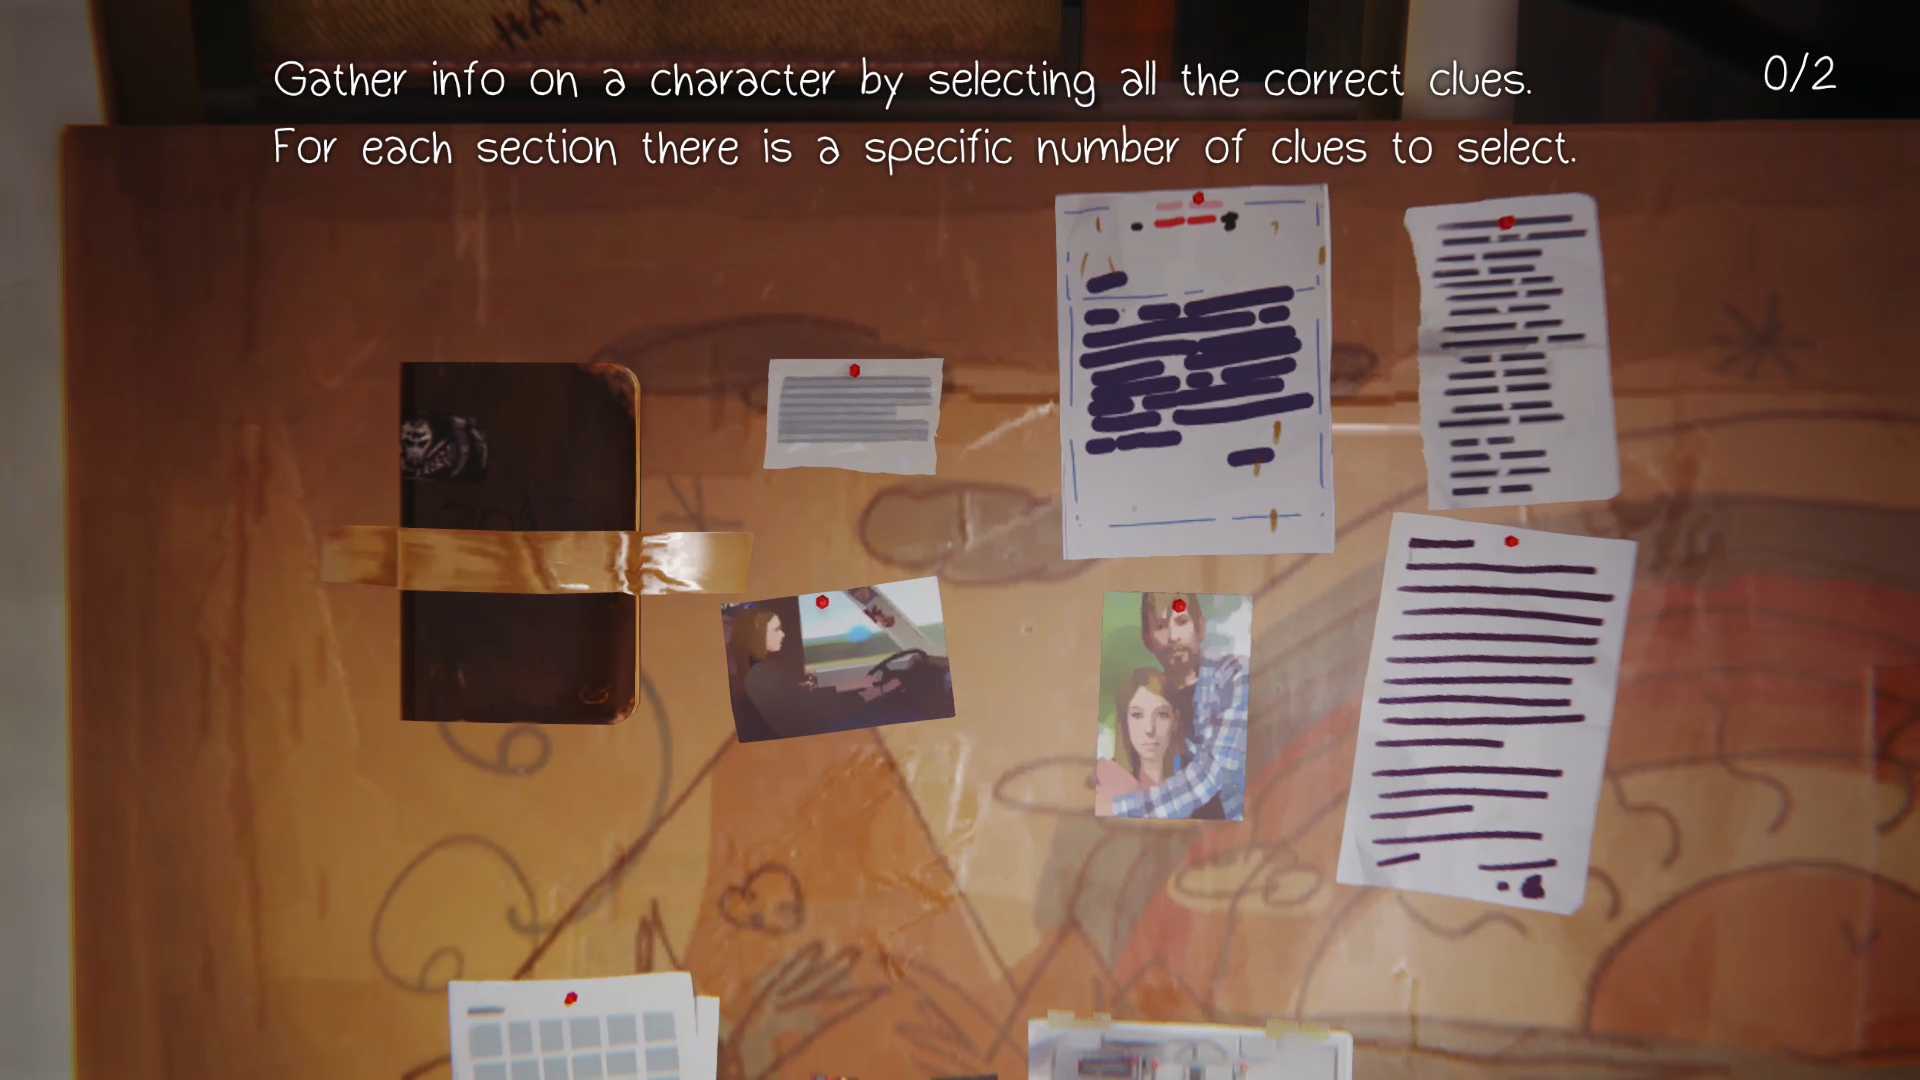 Gather info on a character by selecting all the correct clues.
0/2
For each section there is a specific number of clues to select.